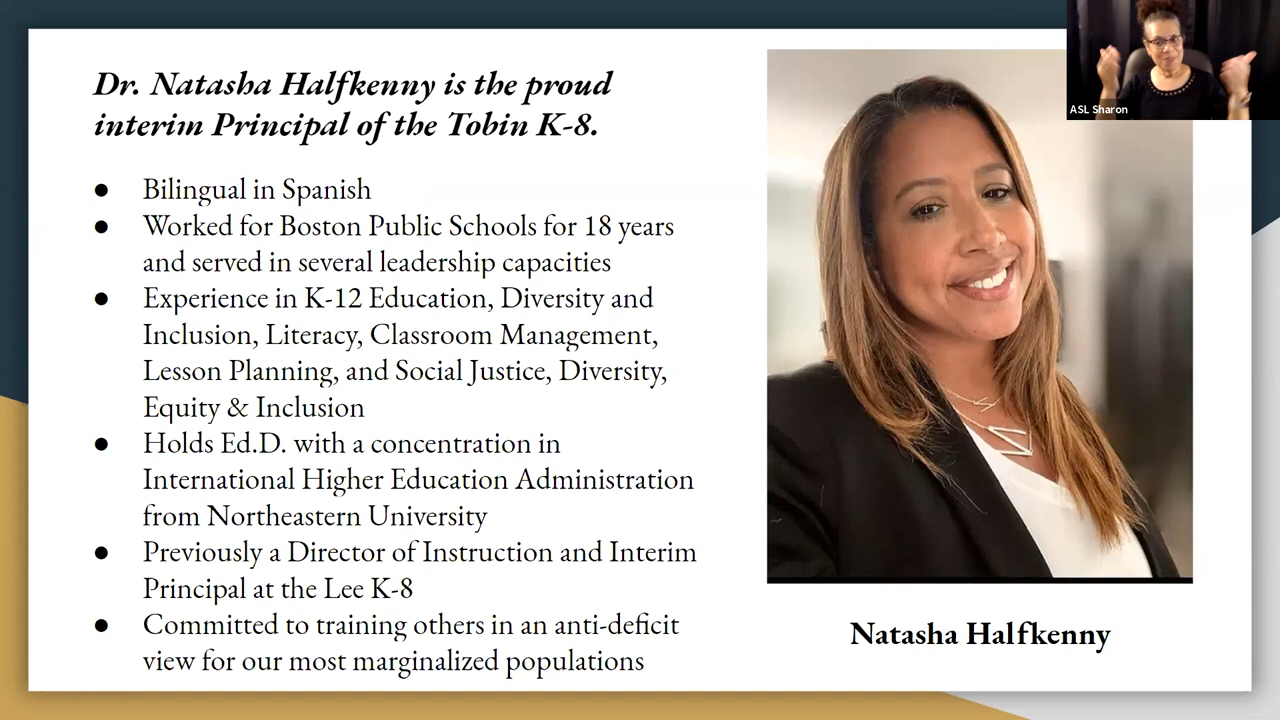 Dr. Natasha Halfkenny is the proud
interim Principal of the Tobin K-8.
● Bilingual in Spanish
● Worked for Boston Public Schools for 18 years
and served in several leadership capacities
● Experience in K-12 Education, Diversity and
Inclusion, Literacy, Classroom Management,
Lesson Planning, and Social Justice, Diversity,
Equity & Inclusion
● Holds Ed.D. with a concentration in
International Higher Education Administration
from Northeastern University
● Previously a Director of Instruction and Interim
Principal at the Lee K-8
● Committed to training others in an anti-deficit
view for our most marginalized populations
Natasha Halfkenny
ASL Sharon